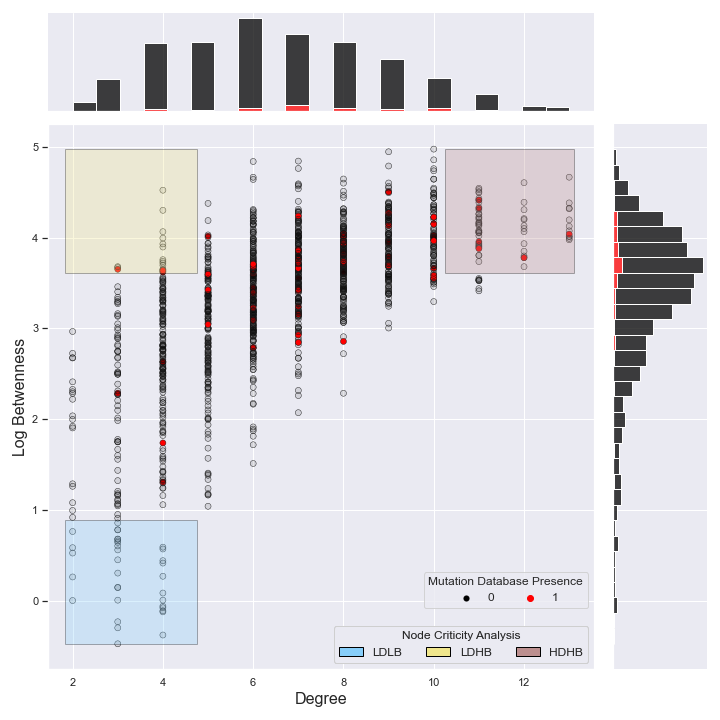 5
4
3
2
1
0
Log Betwenness
2
4
6
8
10
12
Degree
Mutation Database Presence
0 1
Node Criticity Analysis
LDLB LDHB HDHB